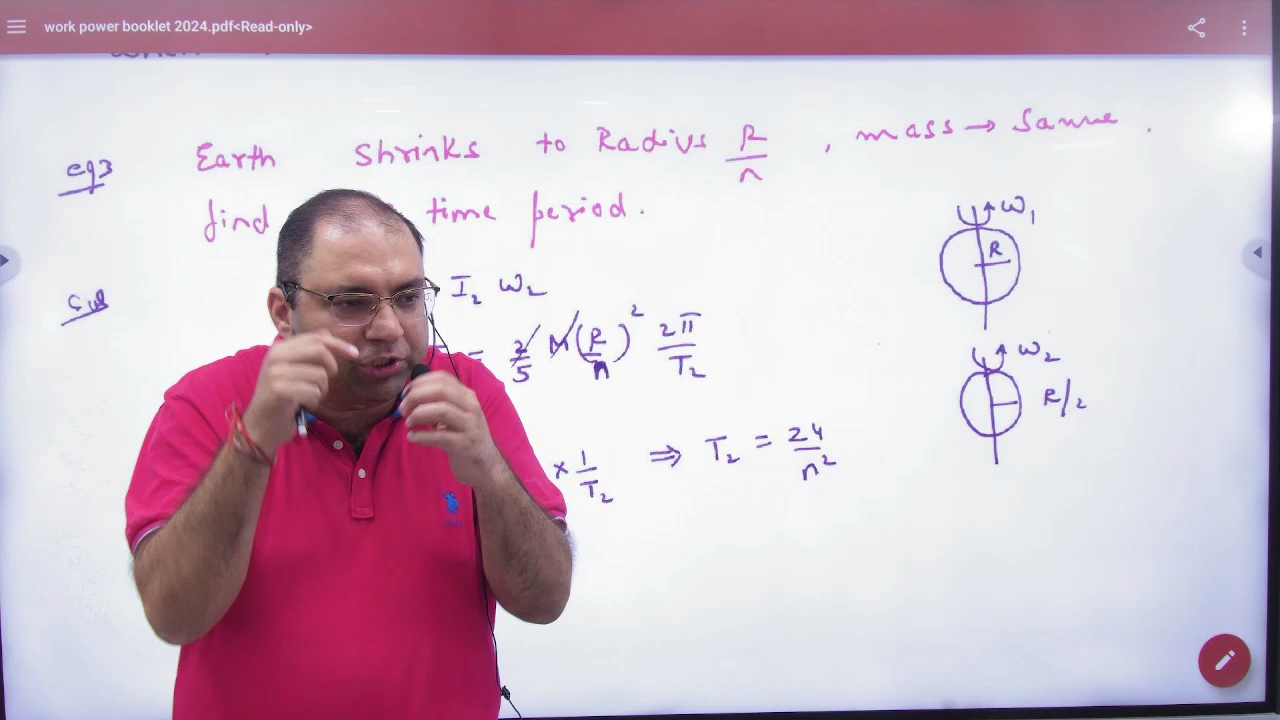 work power booklet 2024.pdf<Read-only>
eg3 Earth shrinks to Radius R/n , mass → Same .
find time period.
Sol I₂ ω₂
= 2/5 M (R/n)² 2π/T₂
× 1/T₂ ⇒ T₂ = 24/n²
ω₁
R
ω₂
R/2